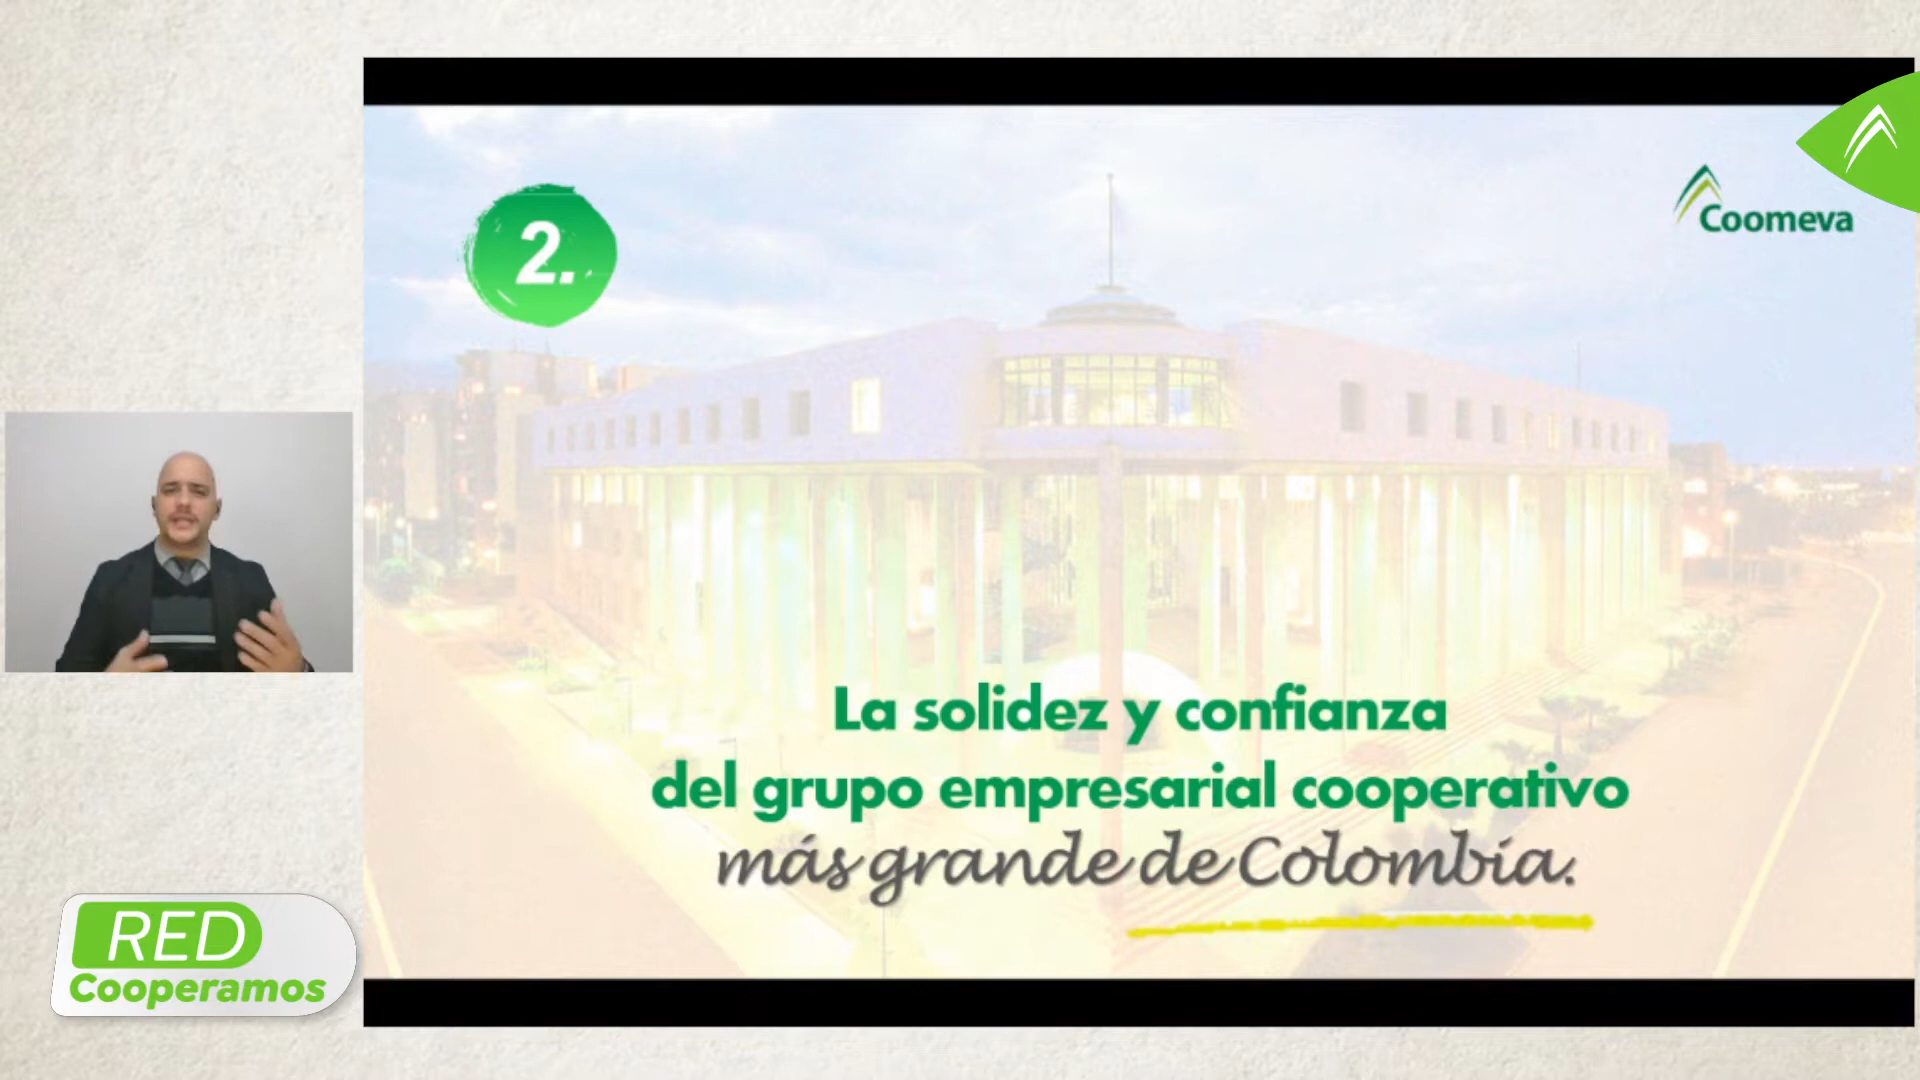 2.
Coomeva
La solidez y confianza
del grupo empresarial cooperativo
más grande de Colombia.
RED
Cooperamos